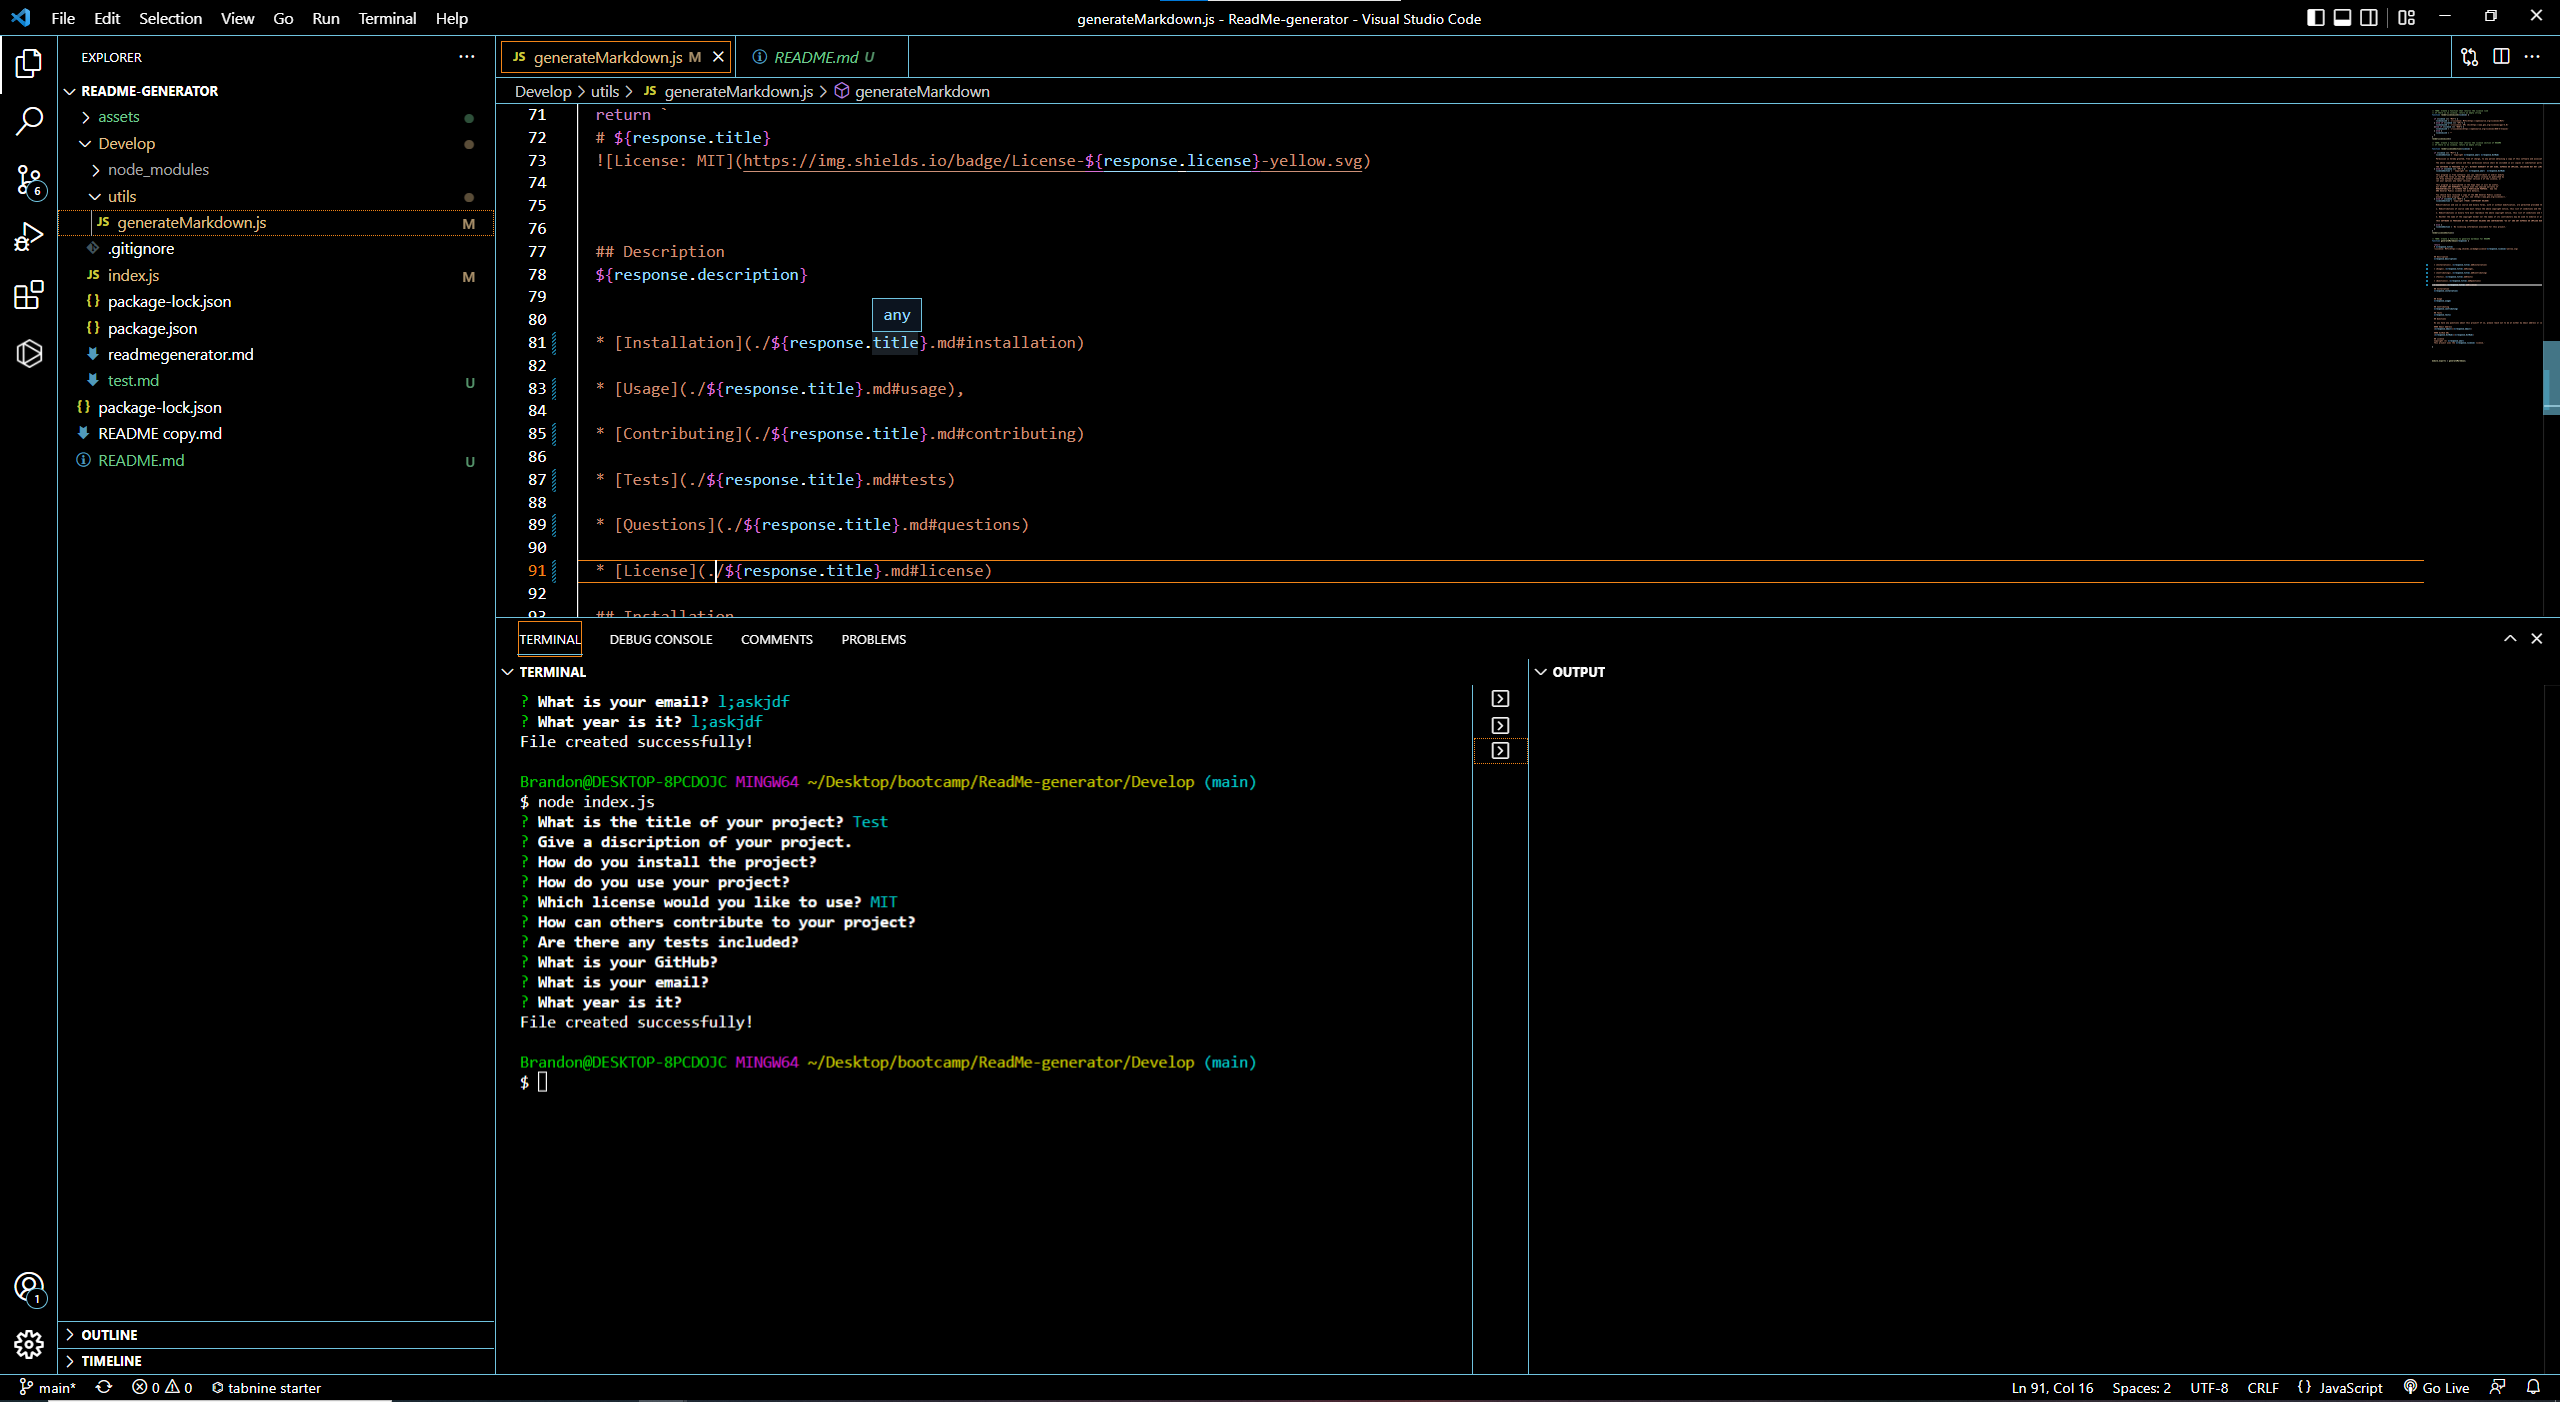 File Edit Selection View Go Run Terminal Help
generateMarkdown.js - ReadMe-generator - Visual Studio Code
EXPLORER
README-GENERATOR
assets
Develop
node_modules
utils
JS generateMarkdown.js M
.gitignore
JS index.js M
{} package-lock.json
{} package.json
readmegenerator.md
test.md U
{} package-lock.json
README copy.md
README.md U
OUTLINE
TIMELINE
6
1
JS generateMarkdown.js M
README.md U
Develop > utils > JS generateMarkdown.js > generateMarkdown
71 return `
72 # ${response.title}
73 ![License: MIT](https://img.shields.io/badge/License-${response.license}-yellow.svg)
74
75
76
77 ## Description
78 ${response.description}
79
80
any
81 * [Installation](./${response.title}.md#installation)
82
83 * [Usage](./${response.title}.md#usage),
84
85 * [Contributing](./${response.title}.md#contributing)
86
87 * [Tests](./${response.title}.md#tests)
88
89 * [Questions](./${response.title}.md#questions)
90
91 * [License](./${response.title}.md#license)
92
93 ## Installation
TERMINAL DEBUG CONSOLE COMMENTS PROBLEMS
TERMINAL
OUTPUT
? What is your email? l;askjdf
? What year is it? l;askjdf
File created successfully!
Brandon@DESKTOP-8PCDOJC MINGW64 ~/Desktop/bootcamp/ReadMe-generator/Develop (main)
$ node index.js
? What is the title of your project? Test
? Give a discription of your project.
? How do you install the project?
? How do you use your project?
? Which license would you like to use? MIT
? How can others contribute to your project?
? Are there any tests included?
? What is your GitHub?
? What is your email?
? What year is it?
File created successfully!
Brandon@DESKTOP-8PCDOJC MINGW64 ~/Desktop/bootcamp/ReadMe-generator/Develop (main)
$
main* 0 0 tabnine starter
Ln 91, Col 16 Spaces: 2 UTF-8 CRLF {} JavaScript Go Live